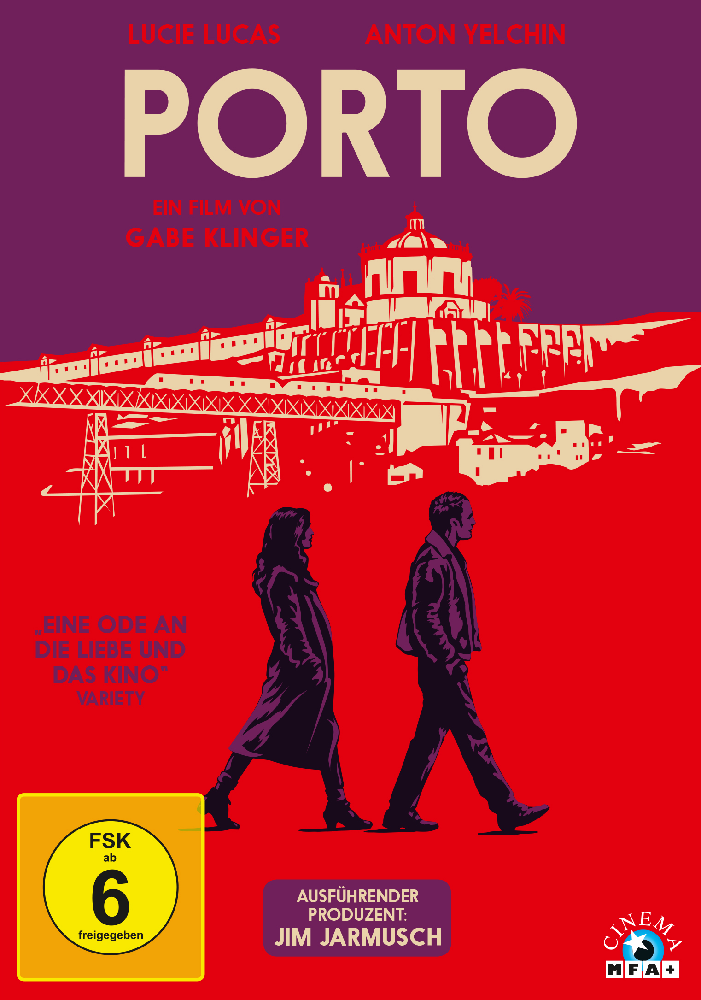 LUCIE LUCAS ANTON YELCHIN
PORTO
EIN FILM VON
GABE KLINGER
„EINE ODE AN
DIE LIEBE UND
DAS KINO"
VARIETY
FSK
ab
6
freigegeben
AUSFÜHRENDER
PRODUZENT:
JIM JARMUSCH
CINEMA
MFA+